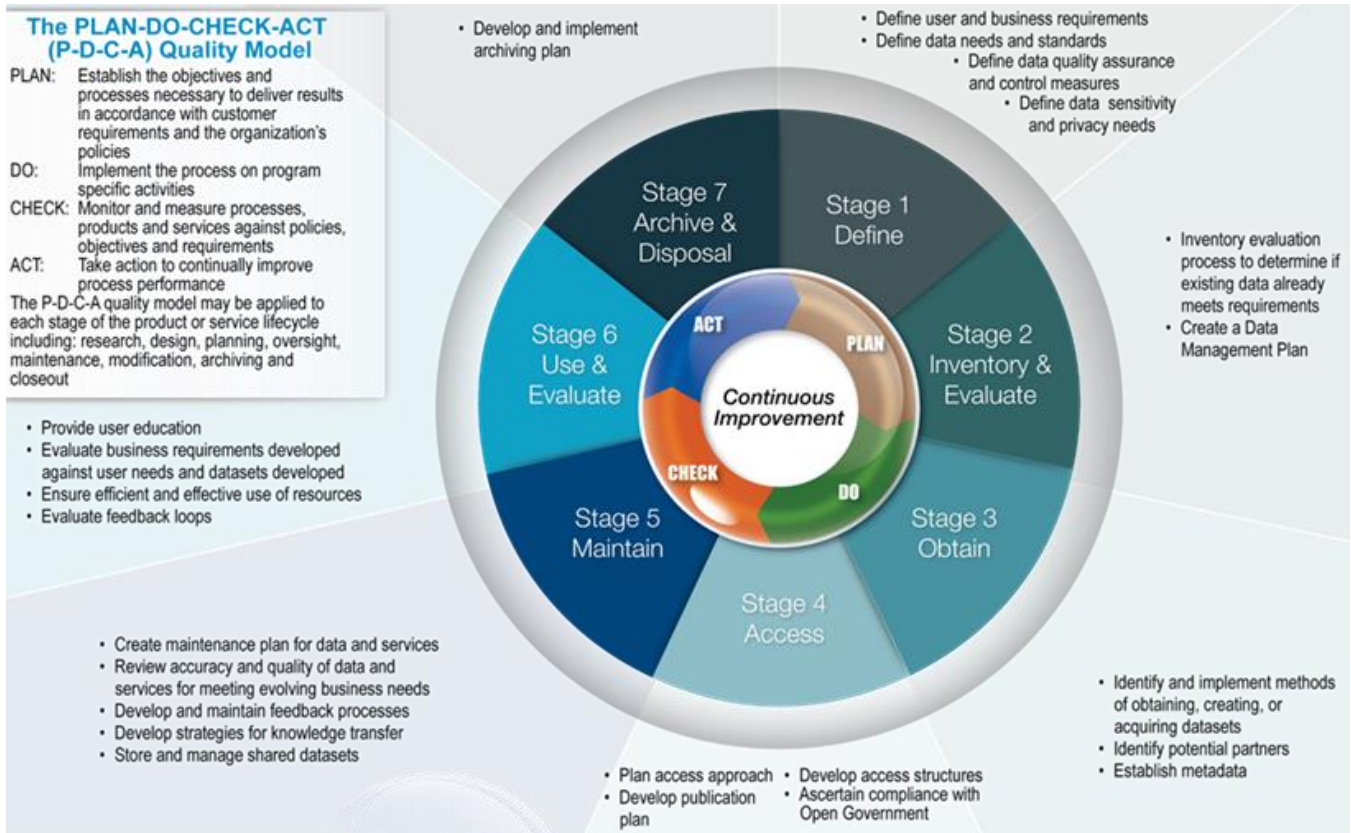 The PLAN-DO-CHECK-ACT
(P-D-C-A) Quality Model
PLAN: Establish the objectives and
processes necessary to deliver results
in accordance with customer
requirements and the organization's
policies
DO: Implement the process on program
specific activities
CHECK: Monitor and measure processes,
products and services against policies,
objectives and requirements
ACT: Take action to continually improve
process performance
The P-D-C-A quality model may be applied to
each stage of the product or service lifecycle
including: research, design, planning, oversight,
maintenance, modification, archiving and
closeout
• Develop and implement
archiving plan
• Define user and business requirements
• Define data needs and standards
• Define data quality assurance
and control measures
• Define data sensitivity
and privacy needs
• Inventory evaluation
process to determine if
existing data already
meets requirements
• Create a Data
Management Plan
Stage 7
Archive &
Disposal
Stage 1
Define
Stage 6
Use &
Evaluate
Stage 2
Inventory &
Evaluate
ACT
PLAN
Continuous
Improvement
CHECK
DO
Stage 5
Maintain
Stage 3
Obtain
Stage 4
Access
• Provide user education
• Evaluate business requirements developed
against user needs and datasets developed
• Ensure efficient and effective use of resources
• Evaluate feedback loops
• Create maintenance plan for data and services
• Review accuracy and quality of data and
services for meeting evolving business needs
• Develop and maintain feedback processes
• Develop strategies for knowledge transfer
• Store and manage shared datasets
• Plan access approach
• Develop publication
plan
• Develop access structures
• Ascertain compliance with
Open Government
• Identify and implement methods
of obtaining, creating, or
acquiring datasets
• Identify potential partners
• Establish metadata